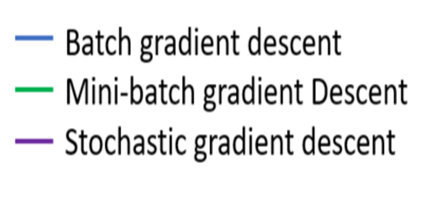 Batch gradient descent
Mini-batch gradient Descent
Stochastic gradient descent